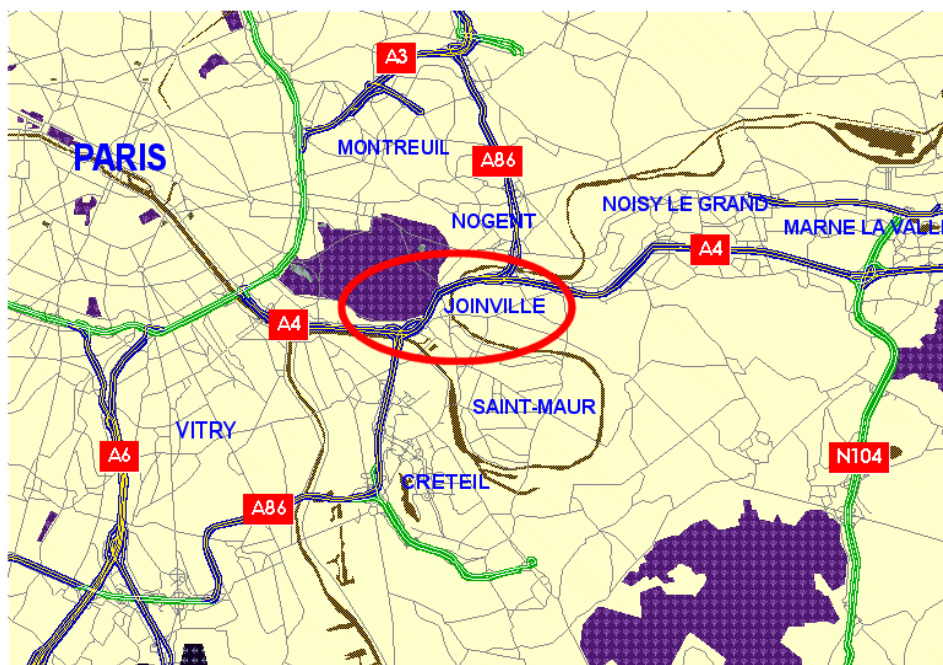 A3
MONTREUIL
PARIS
A86
NOISY LE GRAND
NOGENT
MARNE LA VALLE
A4
JOINVILLE
A4
SAINT-MAUR
VITRY
A6
N104
CRETEIL
A86